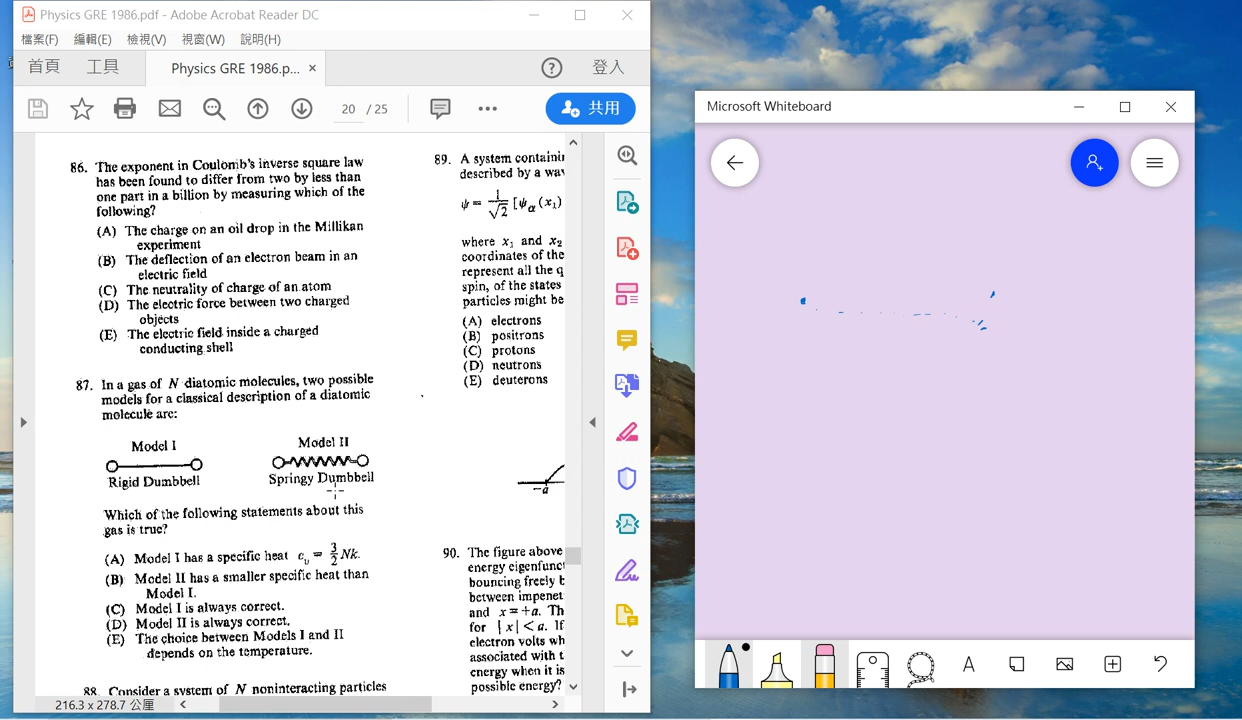 Physics GRE 1986.pdf - Adobe Acrobat Reader DC
檔案(F) 編輯(E) 檢視(V) 視窗(W) 說明(H)
首頁 工具 Physics GRE 1986.p... × ? 登入
20 / 25 ••• 共用
86. The exponent in Coulomb's inverse square law
has been found to differ from two by less than
one part in a billion by measuring which of the
following?
(A) The charge on an oil drop in the Millikan
experiment
(B) The deflection of an electron beam in an
electric field
(C) The neutrality of charge of an atom
(D) The electric force between two charged
objects
(E) The electric field inside a charged
conducting shell
87. In a gas of N diatomic molecules, two possible
models for a classical description of a diatomic
molecule are:
Model I Model II
Rigid Dumbbell Springy Dumbbell
Which of the following statements about this
gas is true?
(A) Model I has a specific heat c_v = 3/2 Nk.
(B) Model II has a smaller specific heat than
Model I.
(C) Model I is always correct.
(D) Model II is always correct.
(E) The choice between Models I and II
depends on the temperature.
88. Consider a system of N noninteracting particles
89. A system containi
described by a wav
ψ = 1/√2 [ψα(x₁)
where x₁ and x₂
coordinates of the
represent all the q
spin, of the states
particles might be
(A) electrons
(B) positrons
(C) protons
(D) neutrons
(E) deuterons
-a
90. The figure above
energy eigenfunct
bouncing freely b
between impenet
and x = +a. Th
for |x| < a. If
electron volts wh
associated with t
energy when it is
possible energy?
216.3 x 278.7 公厘
Microsoft Whiteboard
A